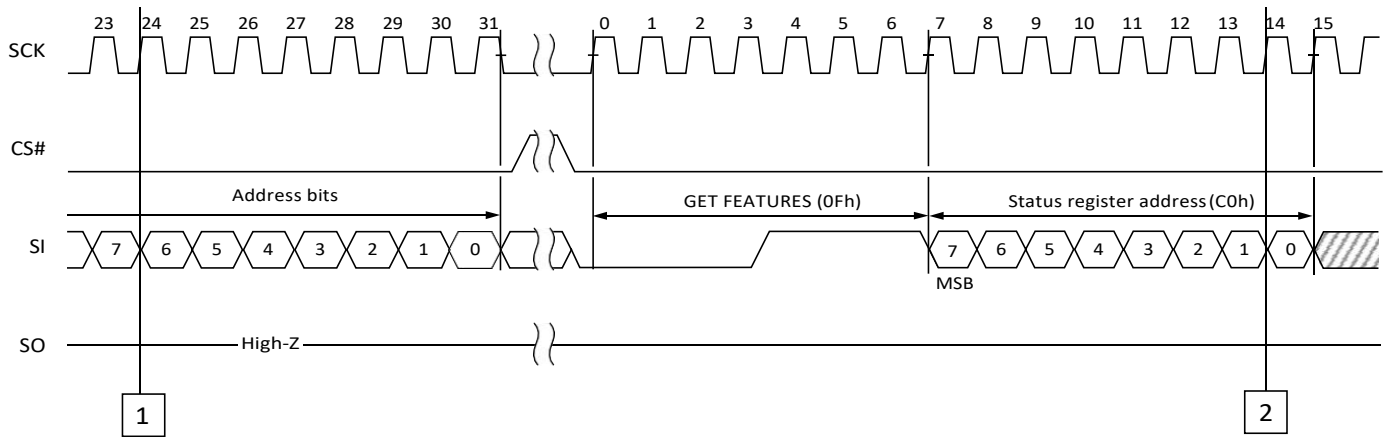 23 24 25 26 27 28 29 30 31 0 1 2 3 4 5 6 7 8 9 10 11 12 13 14 15
SCK
CS#
Address bits GET FEATURES (0Fh) Status register address (C0h)
SI 7 6 5 4 3 2 1 0 7 6 5 4 3 2 1 0
MSB
SO High-Z
1 2